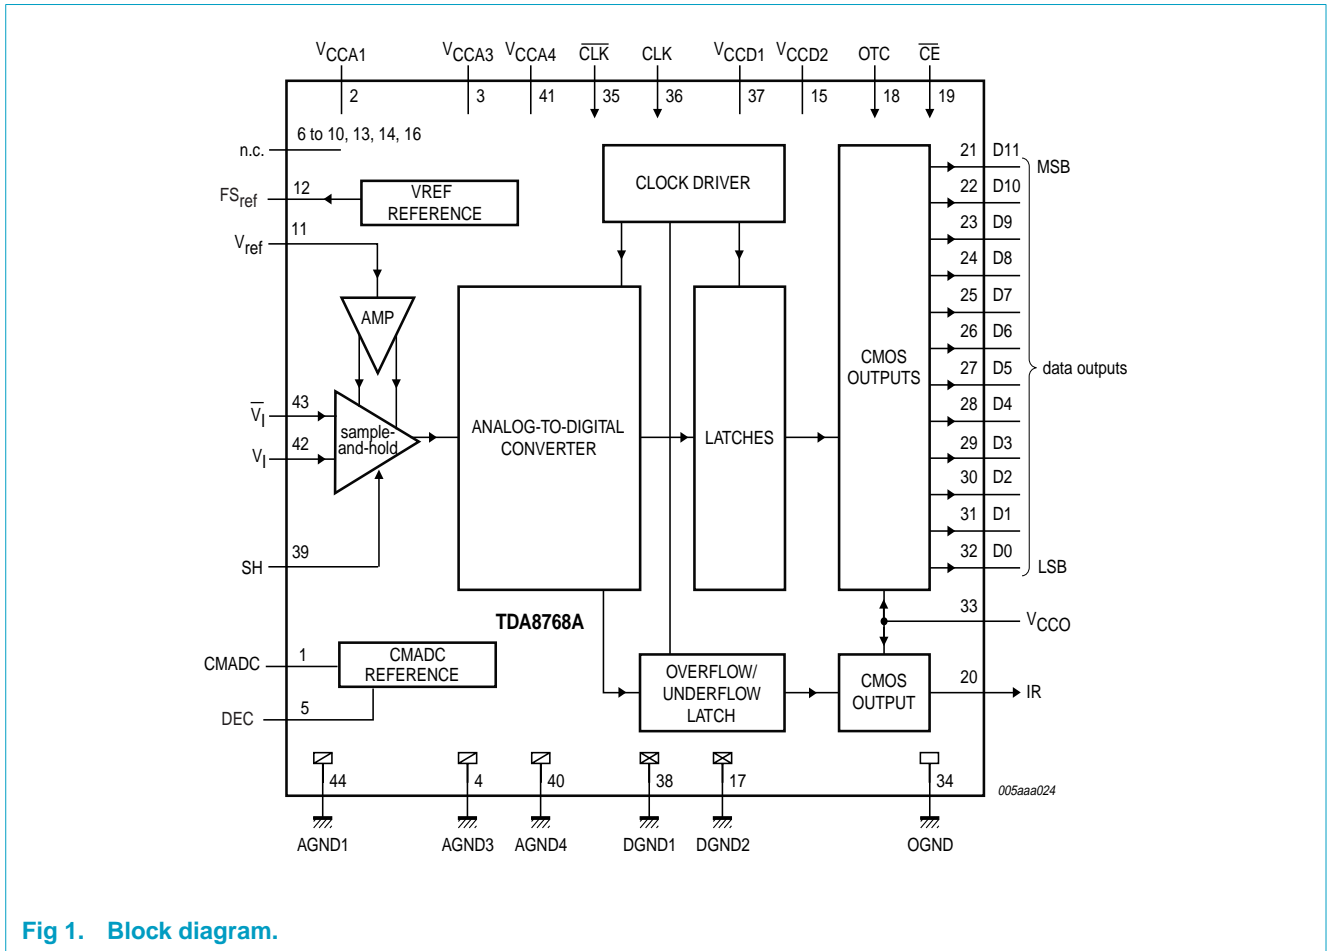 VCCA1 VCCA3 VCCA4 CLK CLK VCCD1 VCCD2 OTC CE
2 3 41 35 36 37 15 18 19
6 to 10, 13, 14, 16
n.c.
FSref 12
VREF
REFERENCE
11
Vref
AMP
CLOCK DRIVER
43
VI
42
VI
sample-
and-hold
39
SH
ANALOG-TO-DIGITAL
CONVERTER
LATCHES
CMOS
OUTPUTS
21 D11 MSB
22 D10
23 D9
24 D8
25 D7
26 D6
27 D5
data outputs
28 D4
29 D3
30 D2
31 D1
32 D0
LSB
33
VCCO
TDA8768A
CMADC 1
CMADC
REFERENCE
DEC 5
OVERFLOW/
UNDERFLOW
LATCH
CMOS
OUTPUT
20
IR
44 4 40 38 17 34
005aaa024
AGND1 AGND3 AGND4 DGND1 DGND2 OGND
Fig 1. Block diagram.